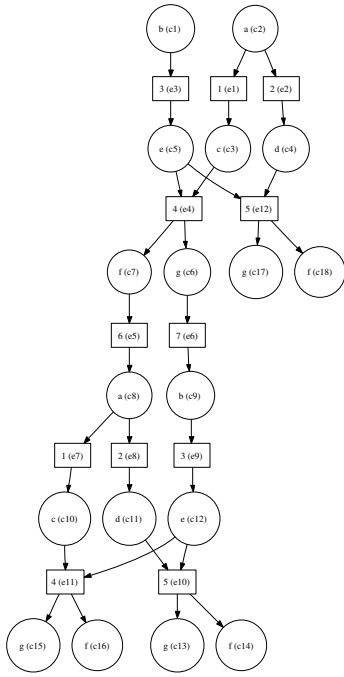 b (c1)
a (c2)
3 (e3)
1 (e1)
2 (e2)
e (c5)
c (c3)
d (c4)
4 (e4)
5 (e12)
f (c7)
g (c6)
g (c17)
f (c18)
6 (e5)
7 (e6)
a (c8)
b (c9)
1 (e7)
2 (e8)
3 (e9)
c (c10)
d (c11)
e (c12)
4 (e11)
5 (e10)
g (c15)
f (c16)
g (c13)
f (c14)